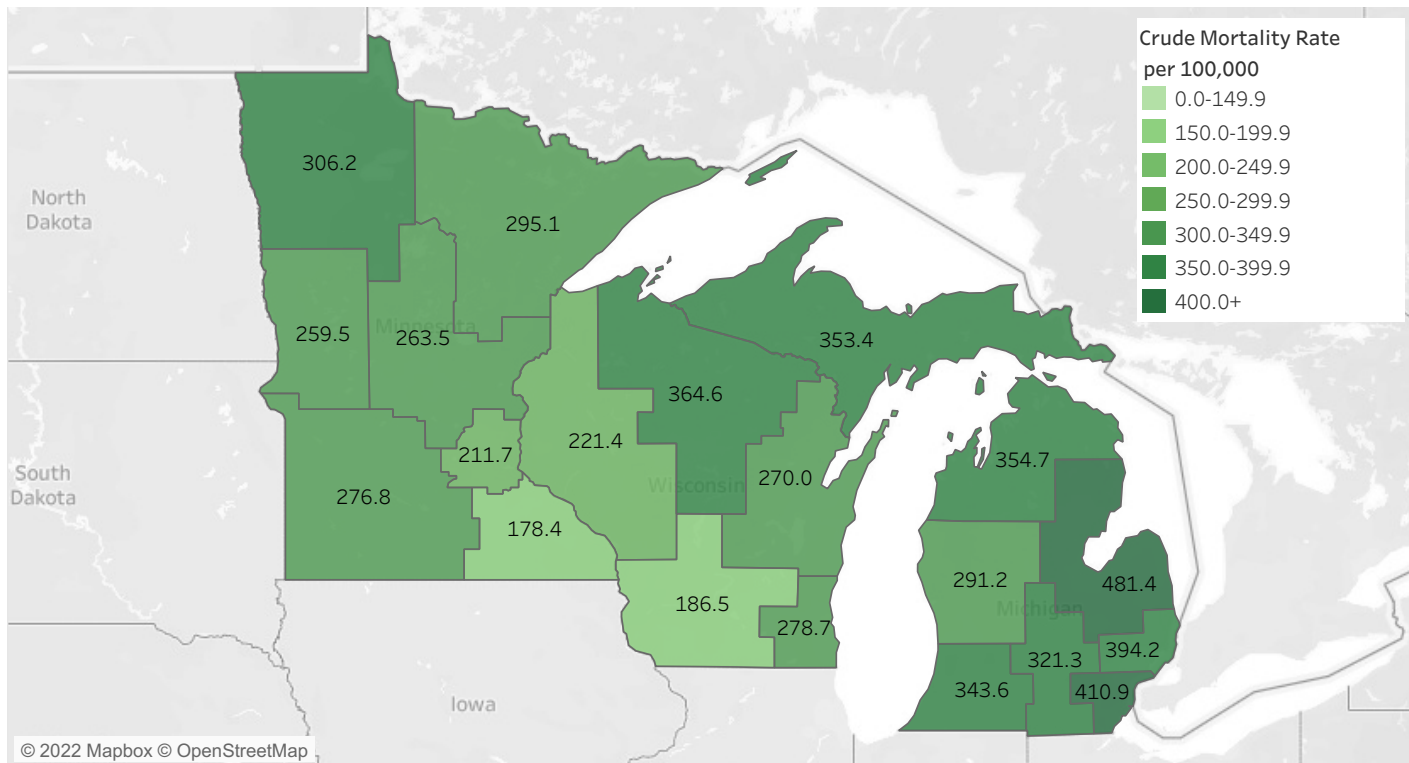 Crude Mortality Rate
per 100,000
0.0-149.9
150.0-199.9
200.0-249.9
250.0-299.9
300.0-349.9
350.0-399.9
400.0+
306.2
North
Dakota
295.1
259.5
Minnesota
263.5
353.4
364.6
221.4
211.7
354.7
South
Dakota
276.8
Wisconsin
270.0
178.4
291.2
481.4
186.5
Michigan
278.7
321.3
394.2
343.6
410.9
Iowa
© 2022 Mapbox © OpenStreetMap